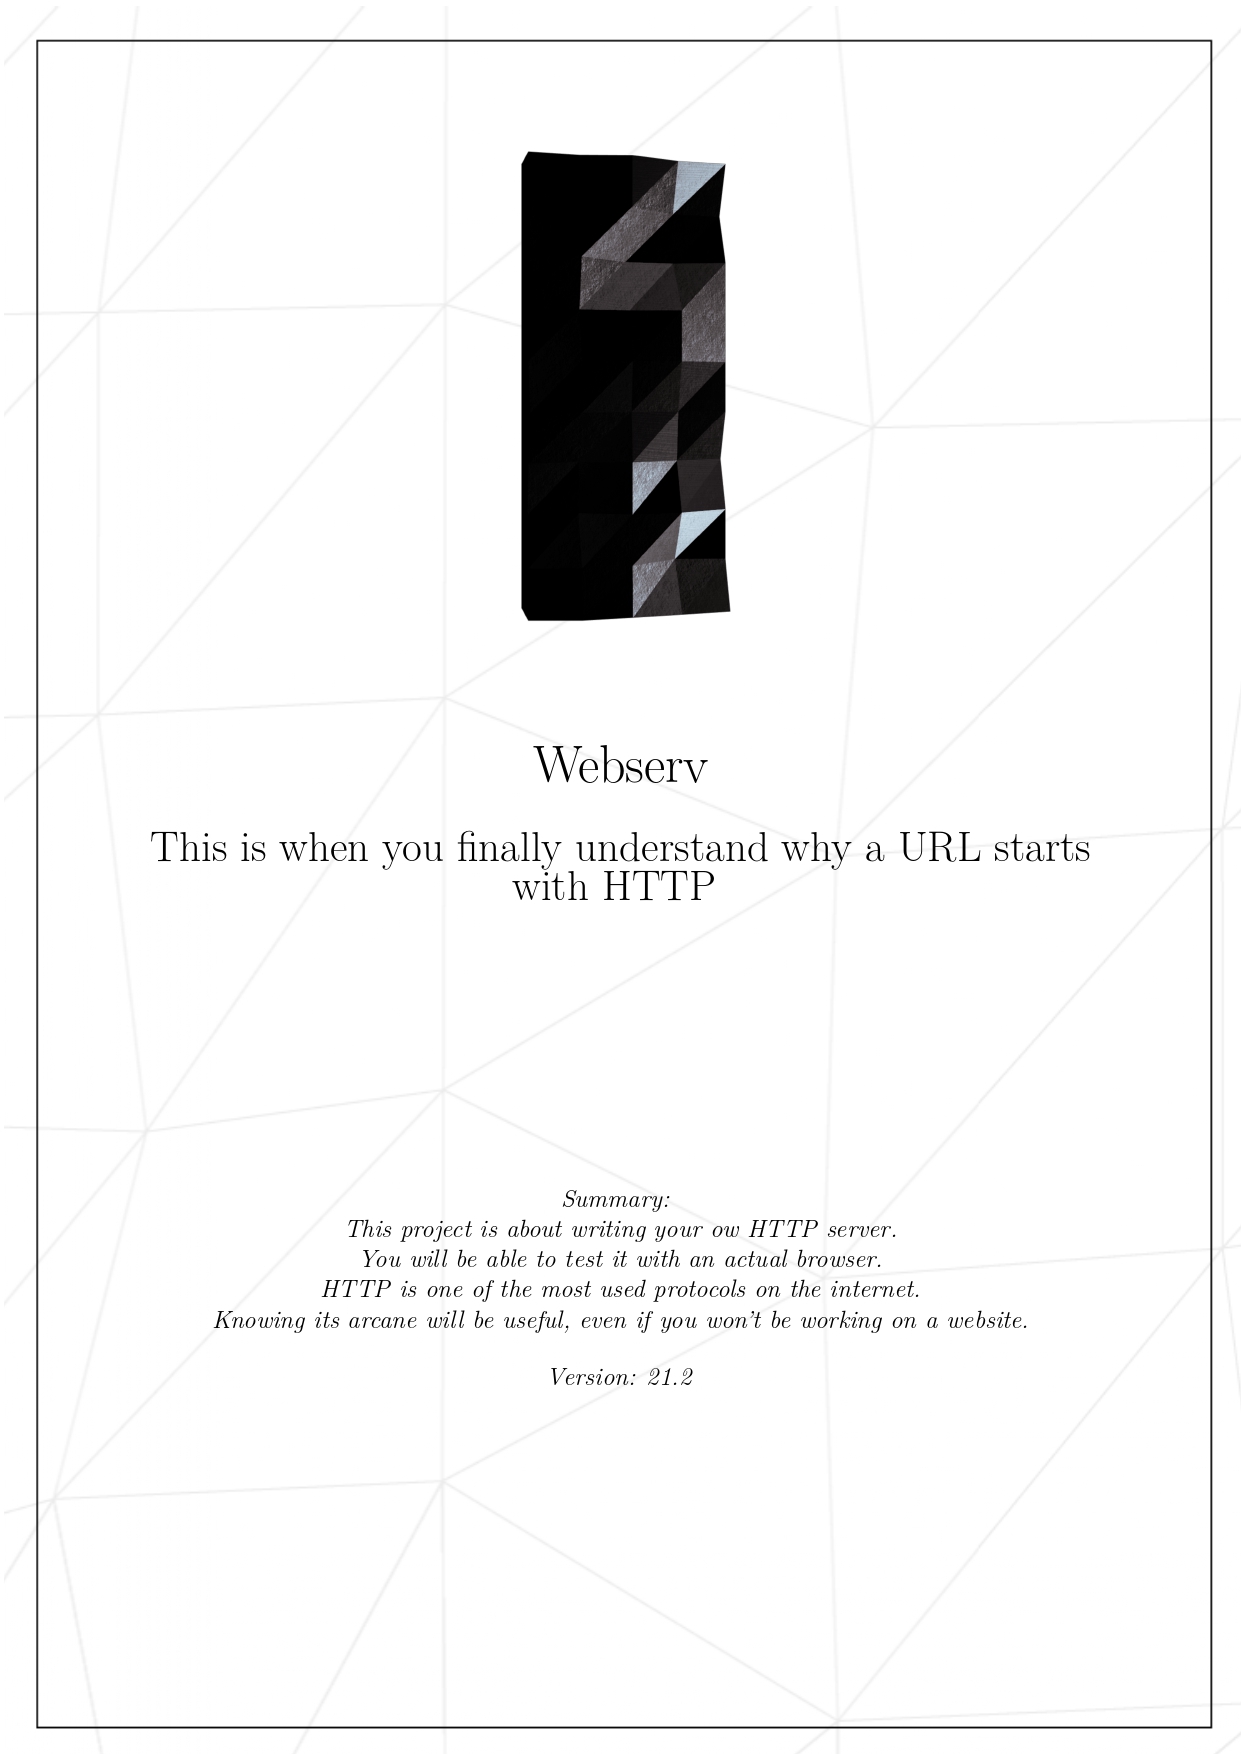 Webserv
This is when you finally understand why a URL starts
with HTTP
Summary:
This project is about writing your ow HTTP server.
You will be able to test it with an actual browser.
HTTP is one of the most used protocols on the internet.
Knowing its arcane will be useful, even if you won't be working on a website.
Version: 21.2